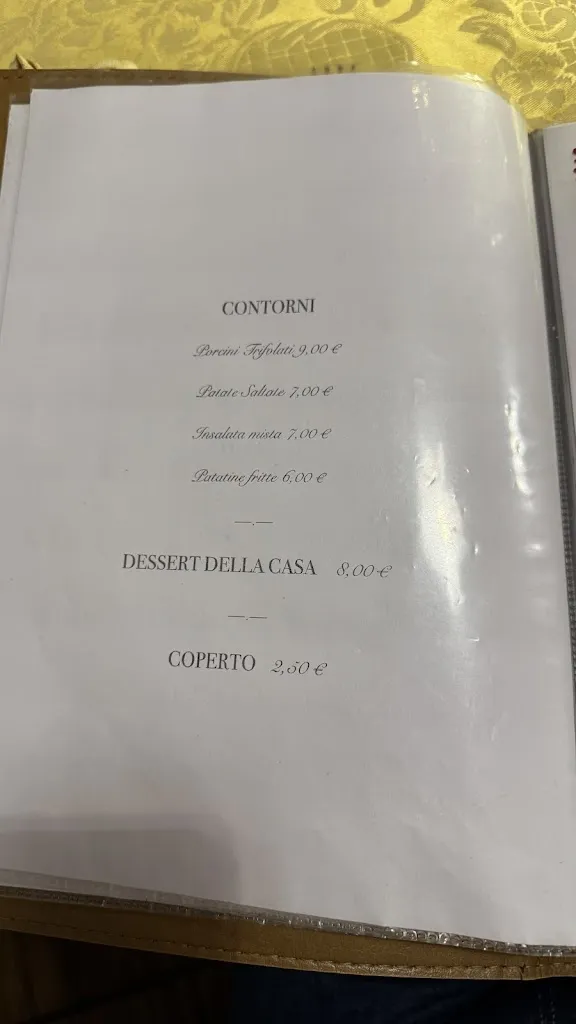 CONTORNI
Porcini Trifolati 9,00 €
Patate Saltate 7,00 €
Insalata mista 7,00 €
Patatine fritte 6,00 €
DESSERT DELLA CASA 8,00 €
COPERTO 2,50 €